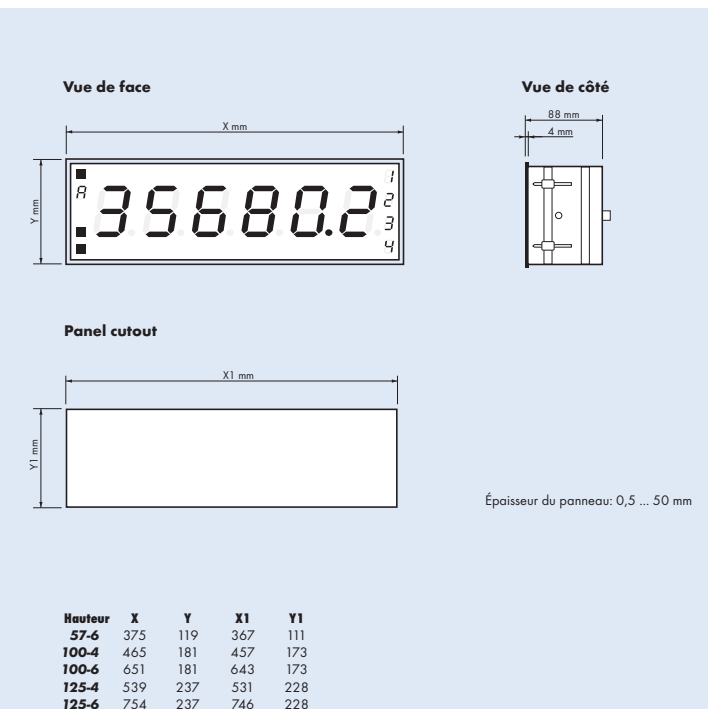 Vue de face
Vue de côté
88 mm
4 mm
X mm
Y mm
A
35680.2
1
2
3
4
Panel cutout
X1 mm
Y1 mm
Épaisseur du panneau: 0,5 ... 50 mm
Hauteur X Y X1 Y1
57-6 375 119 367 111
100-4 465 181 457 173
100-6 651 181 643 173
125-4 539 237 531 228
125-6 754 237 746 228